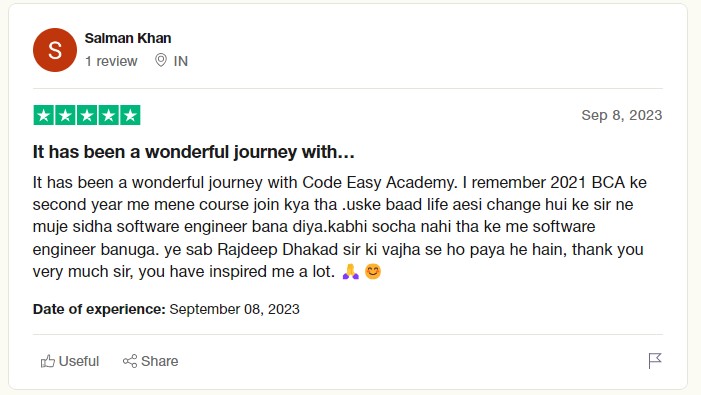 S
Salman Khan
1 review IN
Sep 8, 2023
It has been a wonderful journey with…
It has been a wonderful journey with Code Easy Academy. I remember 2021 BCA ke
second year me mene course join kya tha .uske baad life aesi change hui ke sir ne
muje sidha software engineer bana diya.kabhi socha nahi tha ke me software
engineer banuga. ye sab Rajdeep Dhakad sir ki vajha se ho paya he hain, thank you
very much sir, you have inspired me a lot. 🙏 😊
Date of experience: September 08, 2023
Useful Share